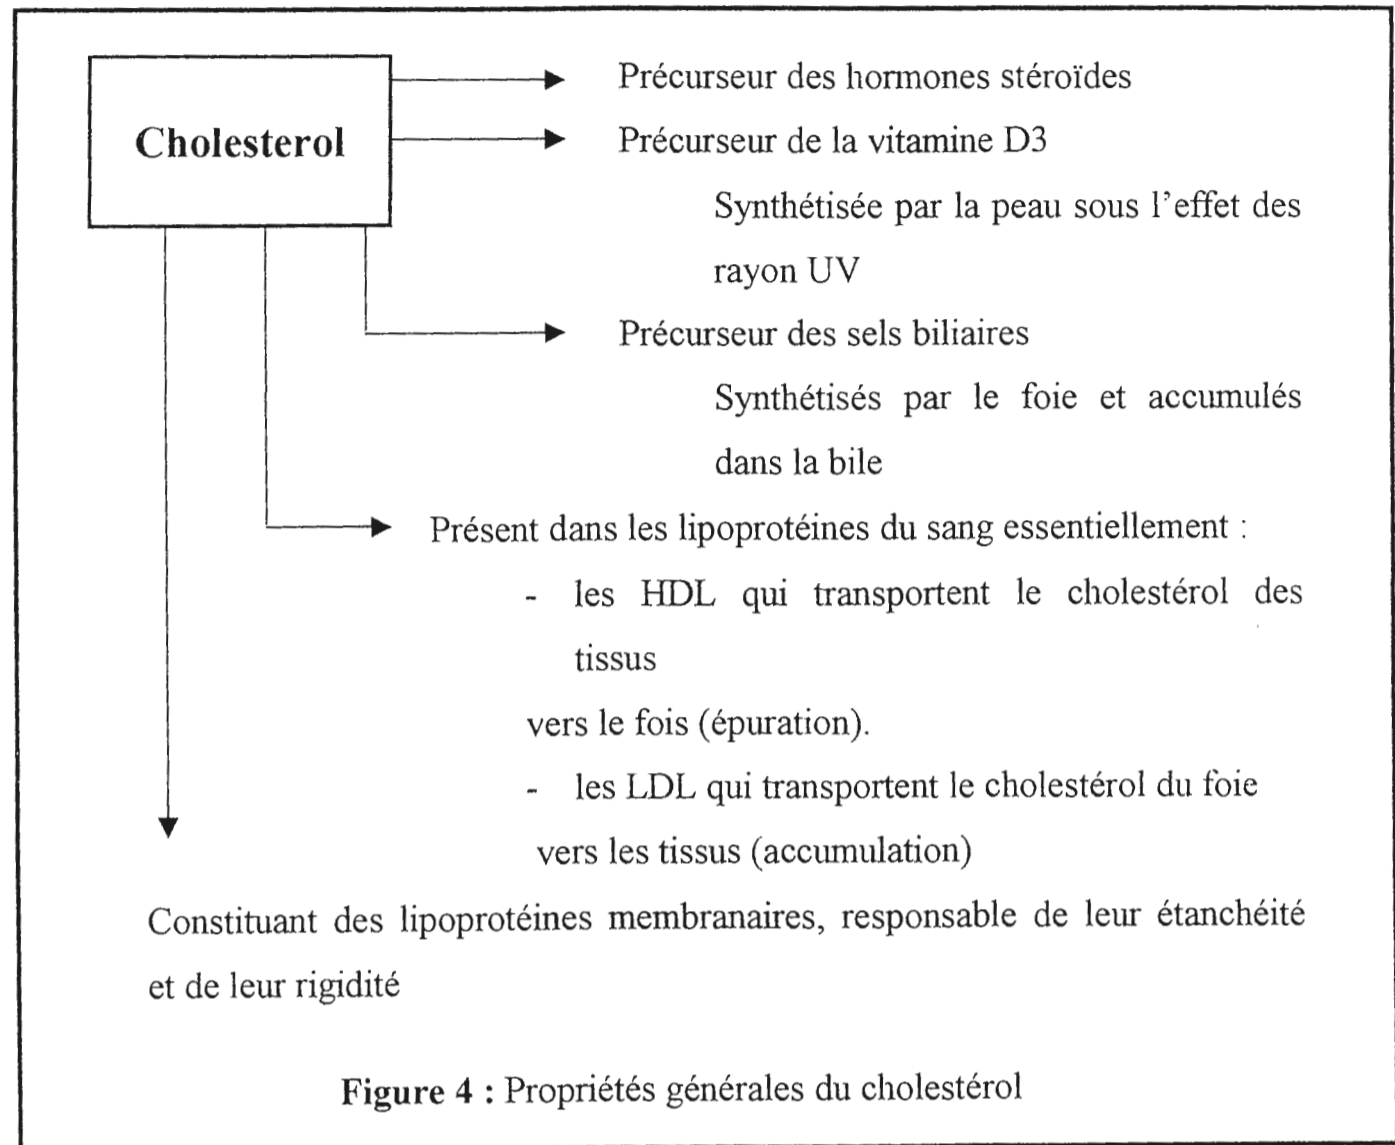 Cholesterol
Précurseur des hormones stéroïdes
Précurseur de la vitamine D3
Synthétisée par la peau sous l'effet des
rayon UV
Précurseur des sels biliaires
Synthétisés par le foie et accumulés
dans la bile
Présent dans les lipoprotéines du sang essentiellement :
- les HDL qui transportent le cholestérol des
tissus
vers le fois (épuration).
- les LDL qui transportent le cholestérol du foie
vers les tissus (accumulation)
Constituant des lipoprotéines membranaires, responsable de leur étanchéité
et de leur rigidité
Figure 4 : Propriétés générales du cholestérol